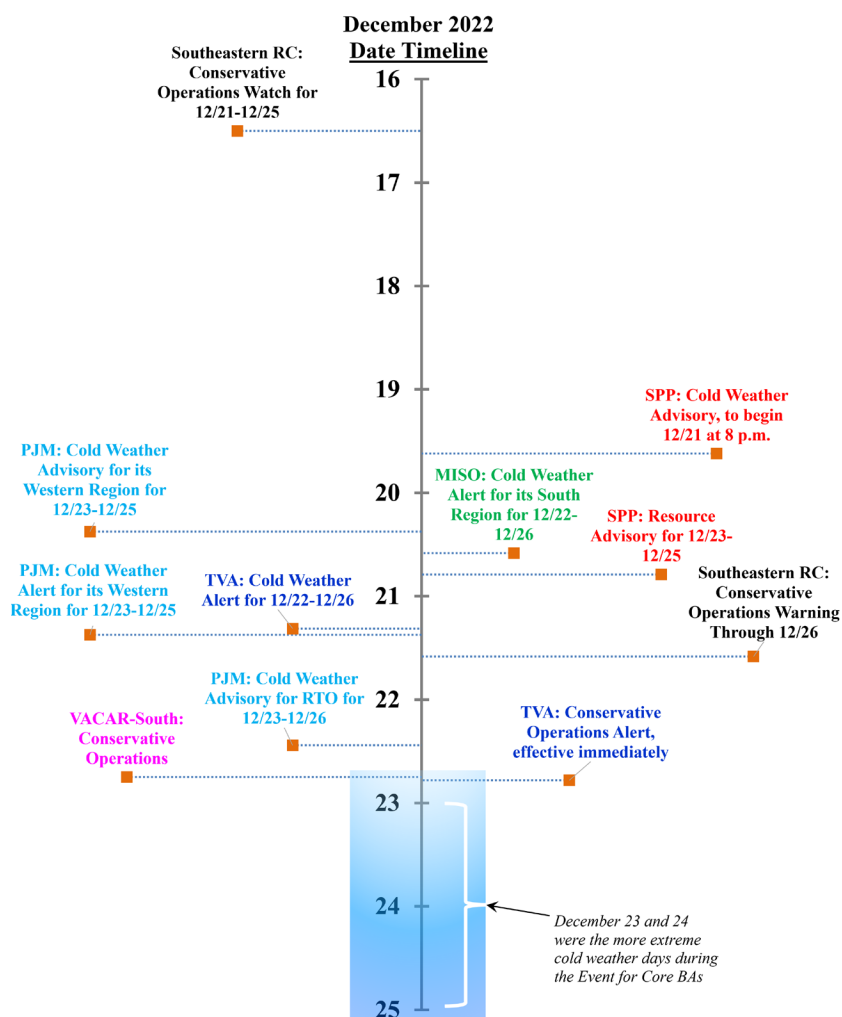 December 2022
Date Timeline
Southeastern RC:
Conservative
Operations Watch for
12/21-12/25
16
17
18
19
SPP: Cold Weather
Advisory, to begin
12/21 at 8 p.m.
PJM: Cold Weather
Advisory for its
Western Region for
12/23-12/25
20
MISO: Cold Weather
Alert for its South
Region for 12/22-
12/26
SPP: Resource
Advisory for 12/23-
12/25
PJM: Cold Weather
Alert for its Western
Region for 12/23-12/25
TVA: Cold Weather
Alert for 12/22-12/26
21
Southeastern RC:
Conservative
Operations Warning
Through 12/26
PJM: Cold Weather
Advisory for RTO for
12/23-12/26
22
VACAR-South:
Conservative
Operations
TVA: Conservative
Operations Alert,
effective immediately
23
24
December 23 and 24
were the more extreme
cold weather days during
the Event for Core BAs
25